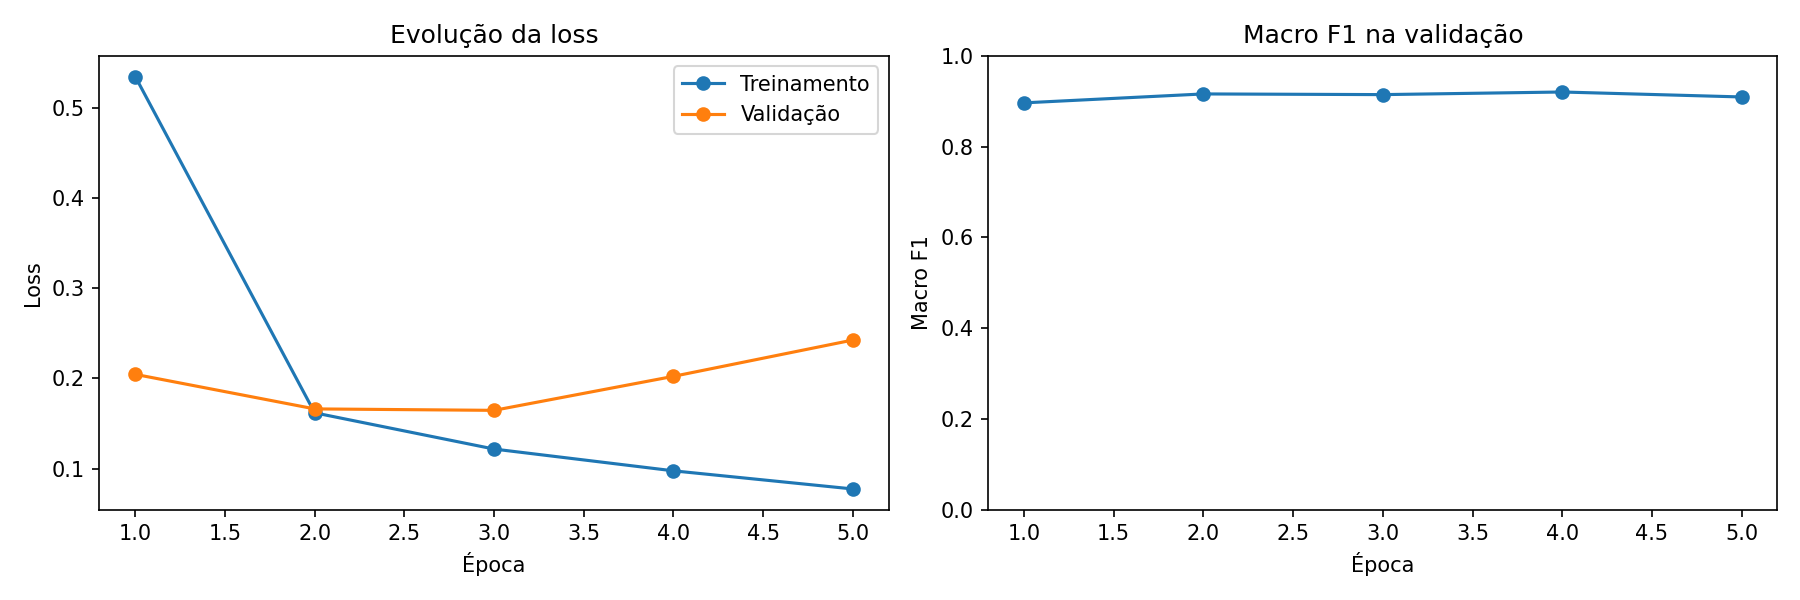 Evolução da loss
Treinamento
Validação
0.5
0.4
0.3
0.2
0.1
Loss
1.0 1.5 2.0 2.5 3.0 3.5 4.0 4.5 5.0
Época
Macro F1 na validação
1.0
0.8
0.6
0.4
0.2
0.0
Macro F1
1.0 1.5 2.0 2.5 3.0 3.5 4.0 4.5 5.0
Época